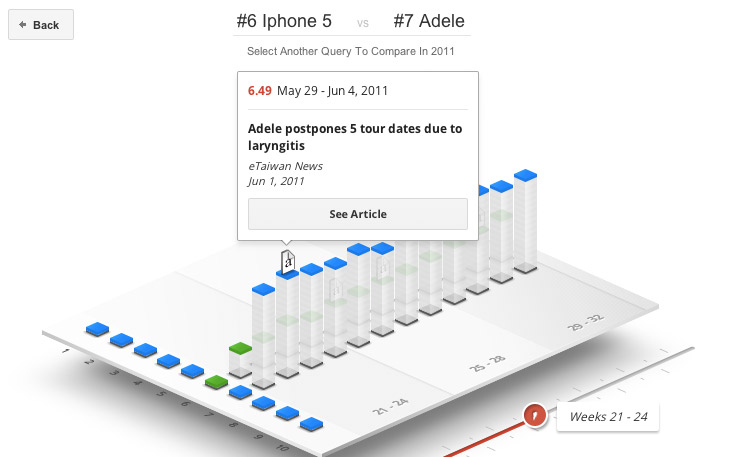 Back
#6 Iphone 5 vs #7 Adele
Select Another Query To Compare In 2011
6.49 May 29 - Jun 4, 2011
Adele postpones 5 tour dates due to
laryngitis
eTaiwan News
Jun 1, 2011
See Article
a
1
2
3
4
5
6
7
8
9
10
21 - 24
25 - 28
29 - 32
Weeks 21 - 24